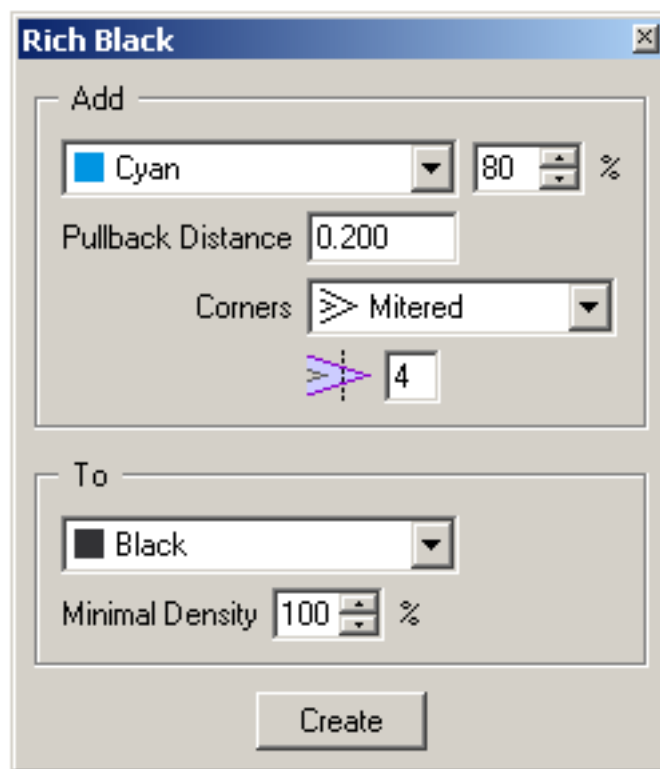 Rich Black
Add
Cyan 80 %
Pullback Distance 0.200
Corners Mitered
4
To
Black
Minimal Density 100 %
Create